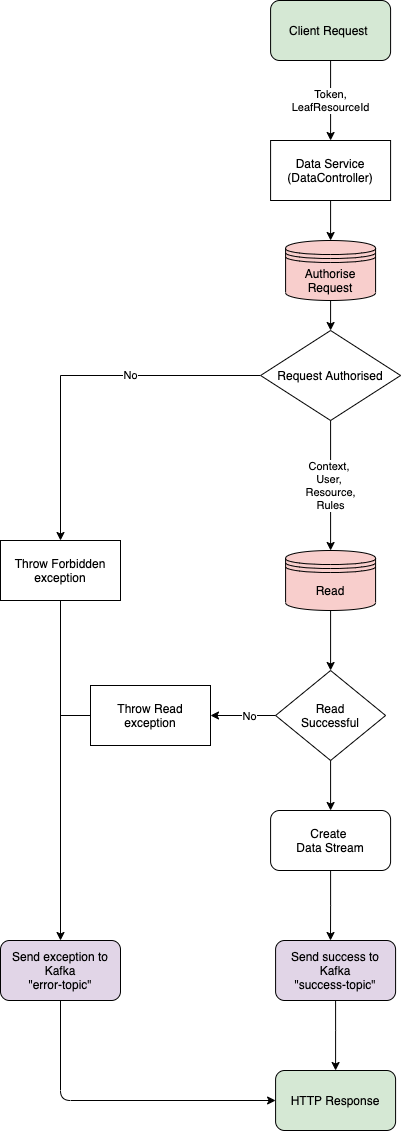 Client Request
Token,
LeafResourceId
Data Service
(DataController)
Authorise
Request
Request Authorised
No
Context,
User,
Resource,
Rules
Throw Forbidden
exception
Read
Throw Read
exception
No
Read
Successful
Create
Data Stream
Send exception to
Kafka
"error-topic"
Send success to
Kafka
"success-topic"
HTTP Response